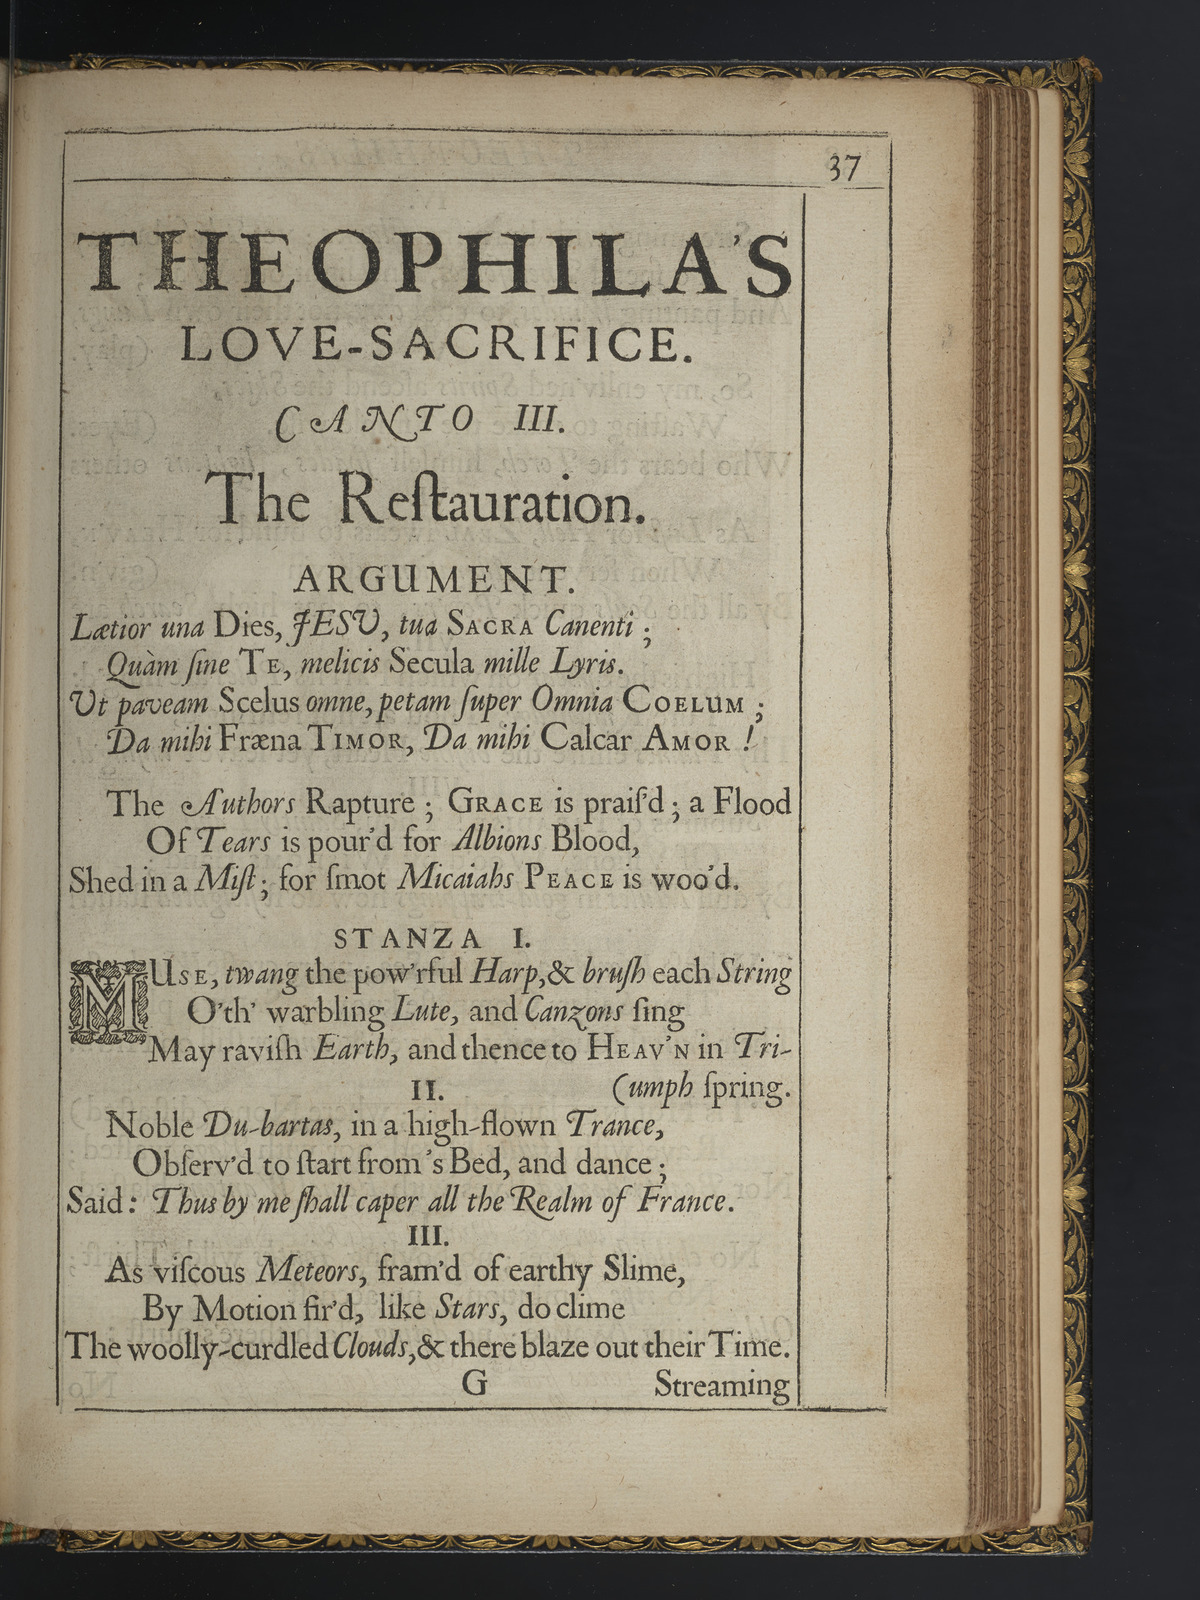 37
THEOPHILA'S
LOVE-SACRIFICE.
CANTO III.
The Reſtauration.
ARGUMENT.
Lætior una Dies, JESU, tua SACRA Canenti ;
Quàm ſine TE, melicis Secula mille Lyris.
Ut paveam Scelus omne, petam ſuper Omnia COELUM ;
Da mihi Fræna TIMOR, Da mihi Calcar AMOR !
The Authors Rapture ; GRACE is praiſ'd ; a Flood
Of Tears is pour'd for Albions Blood,
Shed in a Miſt ; for ſmot Micaiahs PEACE is woo'd.
STANZA I.
MUSE, twang the pow'rful Harp, & bruſh each String
O'th' warbling Lute, and Canzons ſing
May raviſh Earth, and thence to HEAV'N in Tri-
II. (umph ſpring.
Noble Du-bartas, in a high-flown Trance,
Obſerv'd to ſtart from 's Bed, and dance ;
Said : Thus by me ſhall caper all the Realm of France.
III.
As viſcous Meteors, fram'd of earthy Slime,
By Motion fir'd, like Stars, do clime
The woolly-curdled Clouds, & there blaze out their Time.
G Streaming